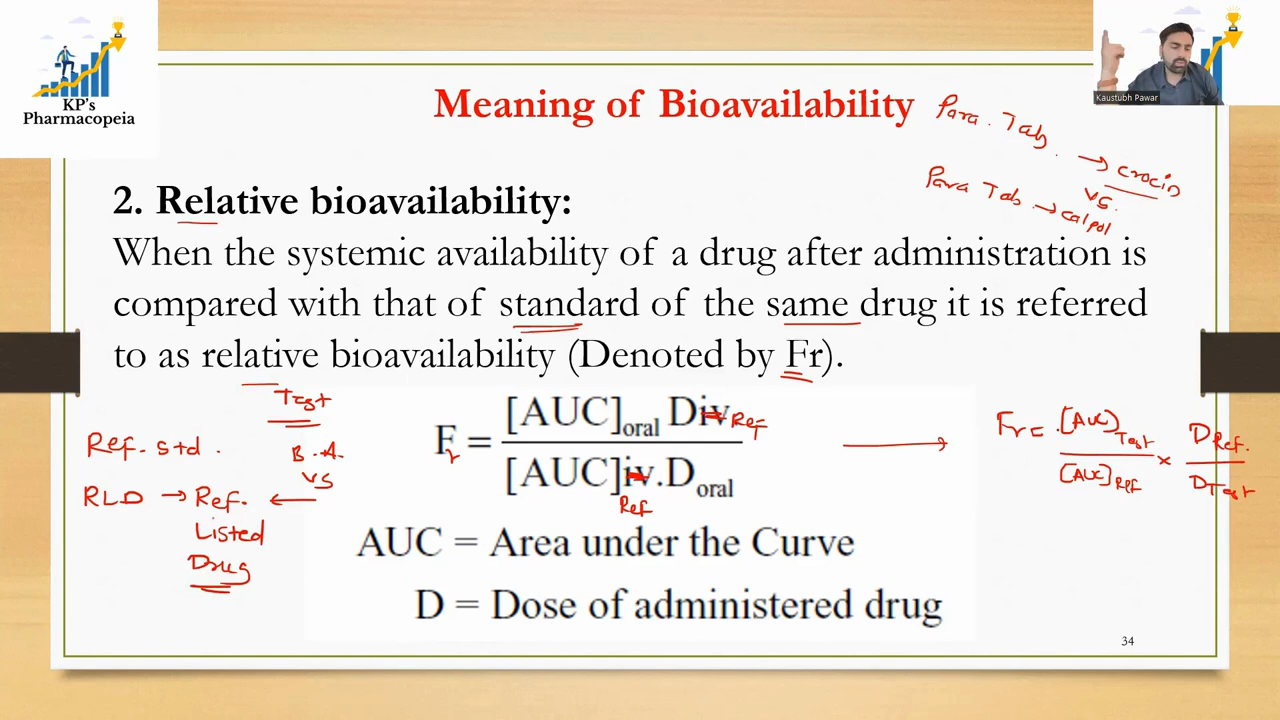 KP's
Pharmacopeia
Kaustubh Pawar
Meaning of Bioavailability
Para. Tab → crocin
vs.
Para Tab → calpol
2. Relative bioavailability:
When the systemic availability of a drug after administration is
compared with that of standard of the same drug it is referred
to as relative bioavailability (Denoted by Fr).
Test
B.A.
vs
Ref. std.
RLD → Ref. ←
Listed
Drug
Fr = [AUC]oral Div Ref
[AUC]iv.Doral
Ref
Fr = [AUC]Test × DRef.
[AUC]Ref DTest
AUC = Area under the Curve
D = Dose of administered drug
34